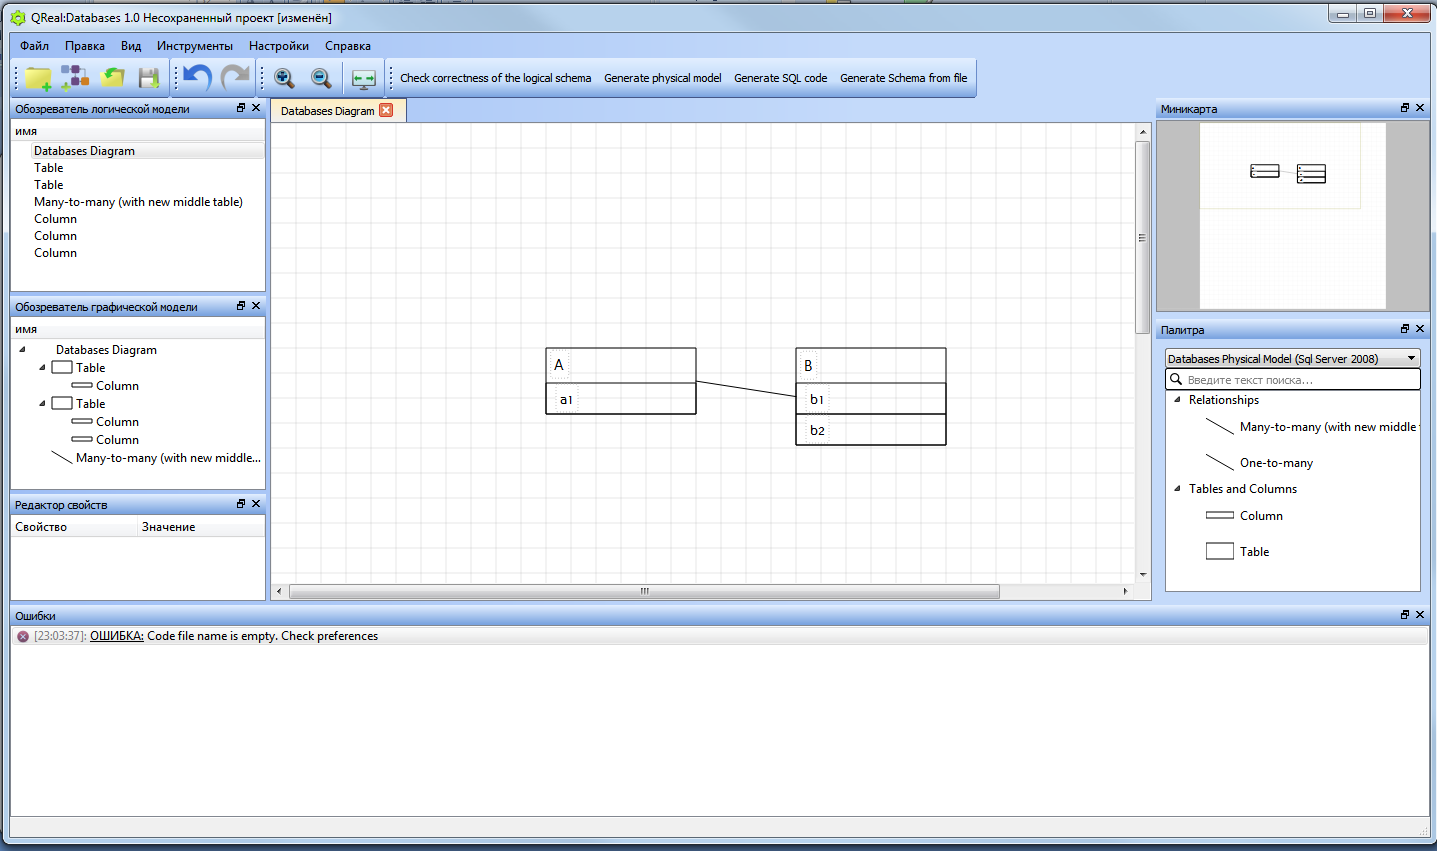 QReal:Databases 1.0 Несохраненный проект [изменён]
Файл Правка Вид Инструменты Настройки Справка
Check correctness of the logical schema Generate physical model Generate SQL code Generate Schema from file
Обозреватель логической модели
имя
Databases Diagram
Table
Table
Many-to-many (with new middle table)
Column
Column
Column
Обозреватель графической модели
имя
Databases Diagram
Table
Column
Table
Column
Column
Many-to-many (with new middle...
Редактор свойств
Свойство Значение
Databases Diagram
A
a1
B
b1
b2
Миникарта
Палитра
Databases Physical Model (Sql Server 2008)
Введите текст поиска...
Relationships
Many-to-many (with new middle
One-to-many
Tables and Columns
Column
Table
Ошибки
[23:03:37]: ОШИБКА: Code file name is empty. Check preferences